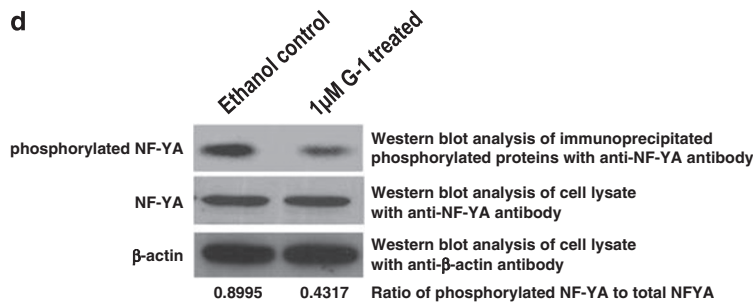 d
Ethanol control
1μM G-1 treated
phosphorylated NF-YA
Western blot analysis of immunoprecipitated
phosphorylated proteins with anti-NF-YA antibody
NF-YA
Western blot analysis of cell lysate
with anti-NF-YA antibody
β-actin
Western blot analysis of cell lysate
with anti-β-actin antibody
0.8995 0.4317 Ratio of phosphorylated NF-YA to total NFYA